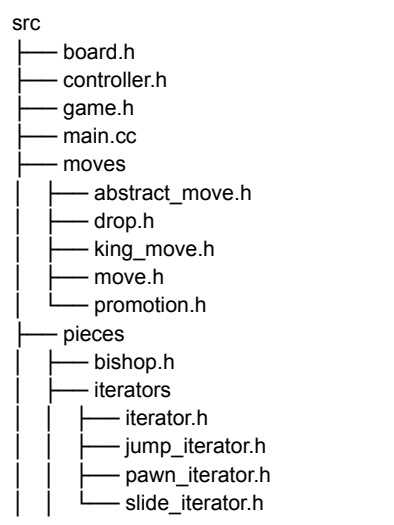 src
├── board.h
├── controller.h
├── game.h
├── main.cc
├── moves
│   ├── abstract_move.h
│   ├── drop.h
│   ├── king_move.h
│   ├── move.h
│   └── promotion.h
├── pieces
│   ├── bishop.h
│   ├── iterators
│   │   ├── iterator.h
│   │   ├── jump_iterator.h
│   │   ├── pawn_iterator.h
│   │   └── slide_iterator.h